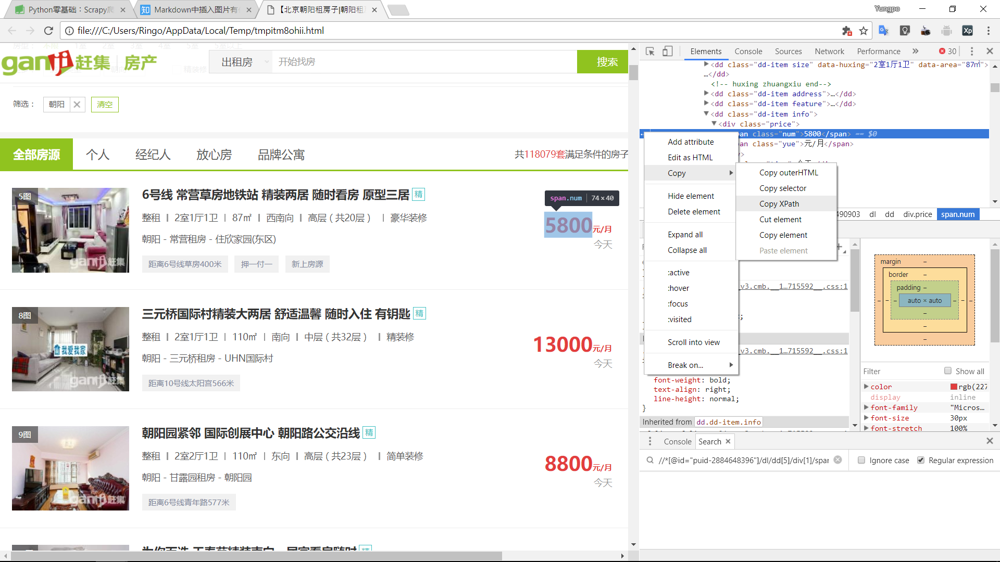 Python零基础：Scrapy爬
Markdown中插入图片有
【北京朝阳租房子|朝阳租
Yungpo
file:///C:/Users/Ringo/AppData/Local/Temp/tmpitm8ohii.html
ganji赶集 房产
出租房
开始找房
搜索
筛选：
朝阳
清空
全部房源
个人
经纪人
放心房
品牌公寓
共118079套满足条件的房子
5图
6号线 常营草房地铁站 精装两居 随时看房 原型三居 精
整租 | 2室1厅1卫 | 87㎡ | 西南向 | 高层 ( 共20层 ) | 豪华装修
朝阳 - 常营租房 - 住欣家园(东区)
距离6号线草房400米
押一付一
新上房源
span.num | 74 × 40
5800元/月
今天
8图
三元桥国际村精装大两居 舒适温馨 随时入住 有钥匙 精
整租 | 2室1厅1卫 | 110㎡ | 南向 | 中层 ( 共32层 ) | 精装修
朝阳 - 三元桥租房 - UHN国际村
距离10号线太阳宫566米
13000元/月
今天
我爱我家
ganji赶集
9图
朝阳园紧邻 国际创展中心 朝阳路公交沿线 精
整租 | 2室2厅1卫 | 110㎡ | 东向 | 高层 ( 共23层 ) | 简单装修
朝阳 - 甘露园租房 - 朝阳园
距离6号线青年路577米
8800元/月
今天
Elements
Console
Sources
Network
Performance
30
<dd class="dd-item size" data-huxing="2室1厅1卫" data-area="87㎡">
…</dd>
<!-- huxing zhuangxiu end-->
<dd class="dd-item address">…</dd>
<dd class="dd-item feature">…</dd>
<dd class="dd-item info">
<div class="price">
pan class="num">5800</span> == $0
an class="yue">元/月</span>
Add attribute
Edit as HTML
Copy
Hide element
Delete element
Expand all
Collapse all
:active
:hover
:focus
:visited
Scroll into view
Break on...
Copy outerHTML
Copy selector
Copy XPath
Cut element
Copy element
Paste element
490903 dl dd div.price span.num
v3.cmb.__1…715592__.css:1
v3.cmb.__1…715592__.css:1
font-weight: bold;
text-align: right;
line-height: normal;
}
Inherited from dd.dd-item.info
margin –
border –
padding –
auto × auto
Filter
Show all
color rgb(227
display inline
font-family "Micros…
font-size 30px
font-stretch 100%
Console
Search
//*[@id="puid-2884648396"]/dl/dd[5]/div[1]/spar
Ignore case
Regular expression